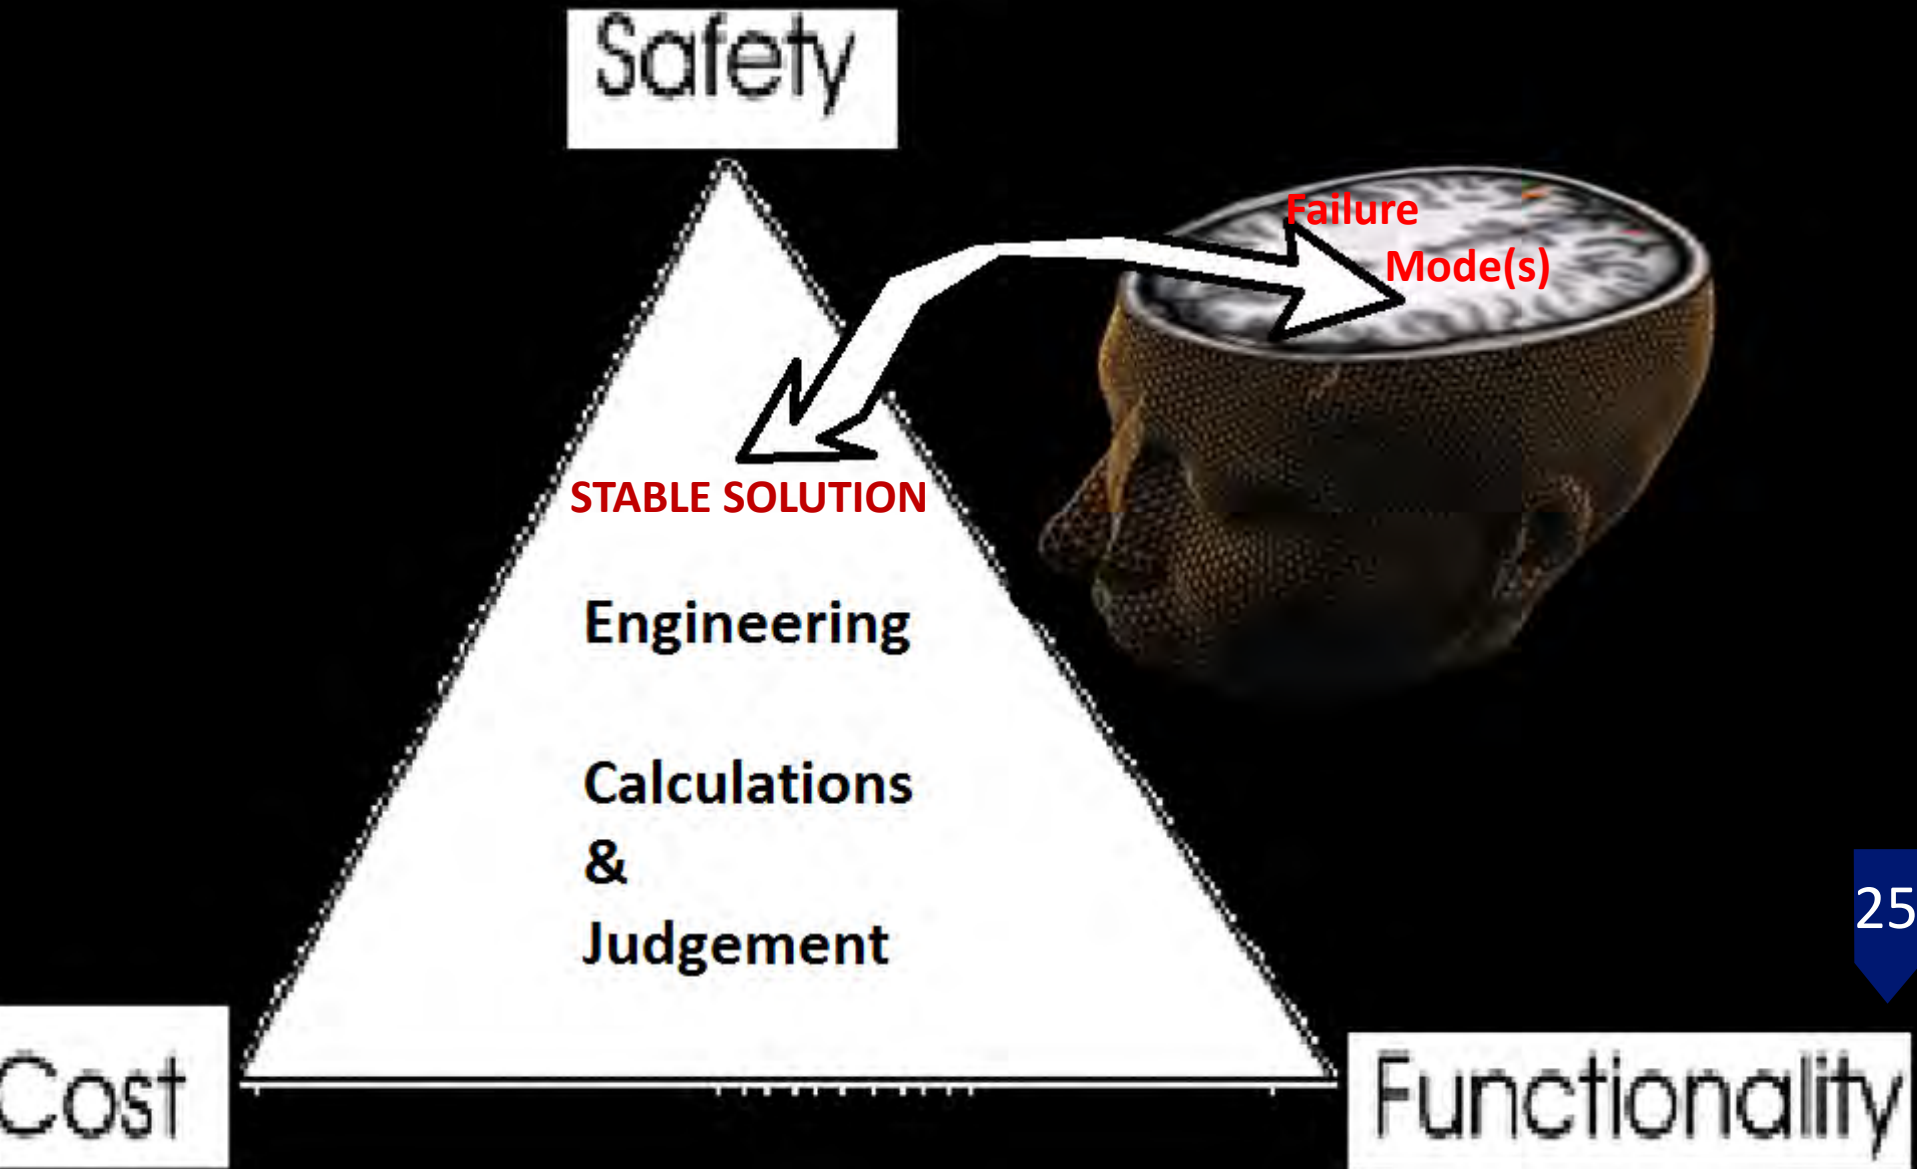 Safety
Failure
Mode(s)
STABLE SOLUTION
Engineering
Calculations
&
Judgement
25
Cost
Functionality